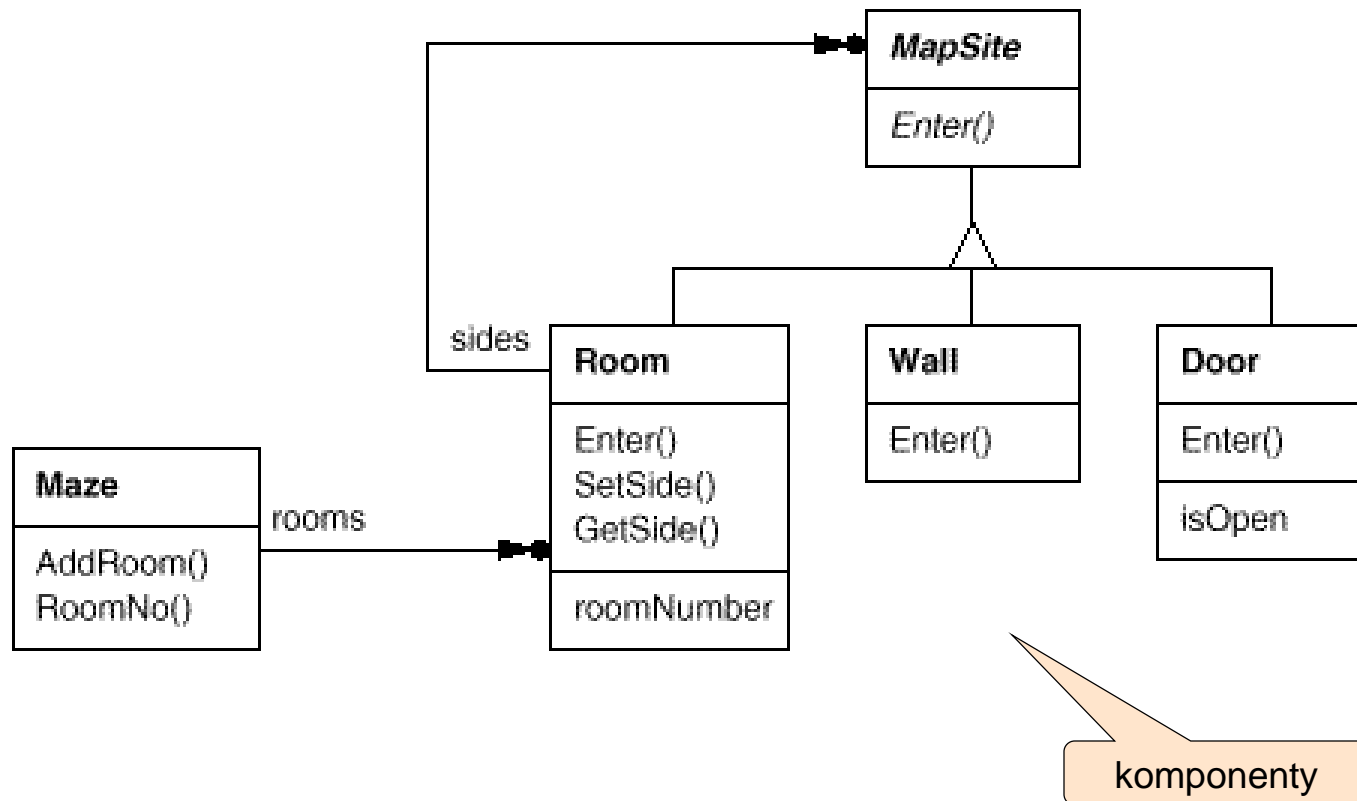 MapSite
Enter()
sides
Room
Enter()
SetSide()
GetSide()
roomNumber
Wall
Enter()
Door
Enter()
isOpen
Maze
AddRoom()
RoomNo()
rooms
komponenty